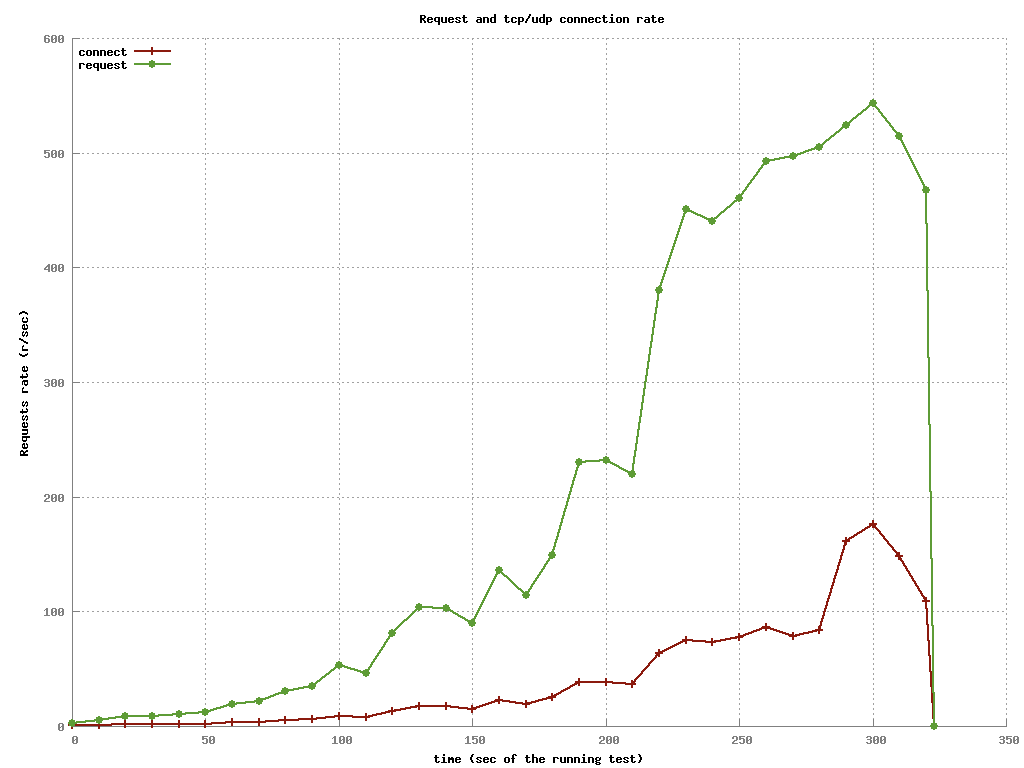 Request and tcp/udp connection rate
600
connect
request
500
400
300
200
100
0
Requests rate (r/sec)
0 50 100 150 200 250 300 350
time (sec of the running test)